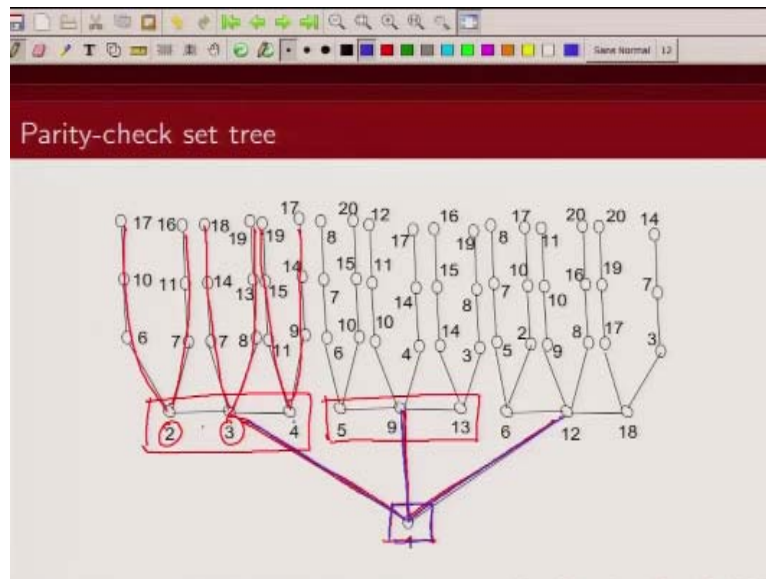 T
Sans Normal 12
Parity-check set tree
17 16 18 19 19 17 8 20 12 17 16 19 8 17 11 20 20 14
10 11 14 13 15 14 7 15 11 14 15 8 7 10 10 16 19 7
6 7 7 8 11 9 6 10 10 4 14 3 5 2 9 8 17 3
2 3 4 5 9 13 6 12 18
1